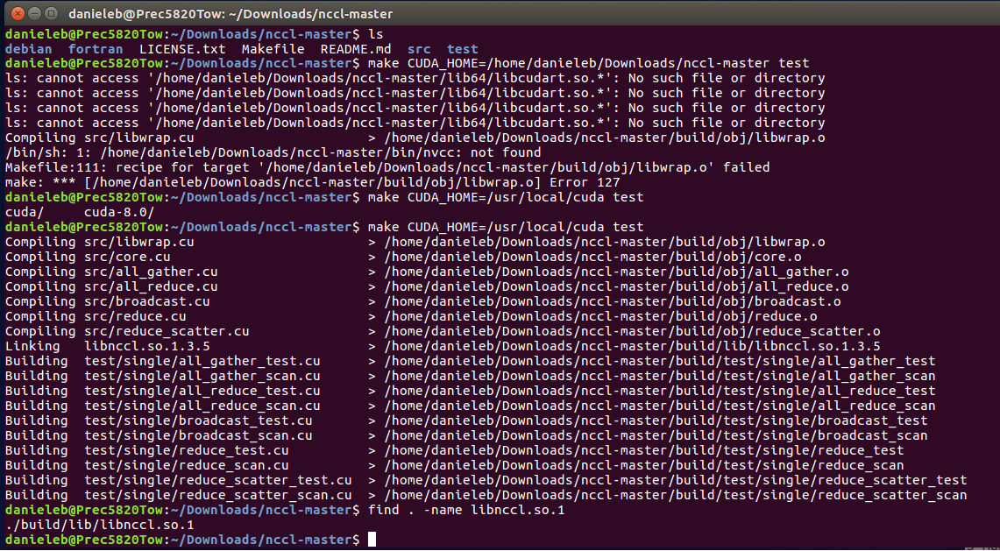 danieleb@Prec5820Tow: ~/Downloads/nccl-master
danieleb@Prec5820Tow:~/Downloads/nccl-master$ ls
debian  fortran  LICENSE.txt  Makefile  README.md  src  test
danieleb@Prec5820Tow:~/Downloads/nccl-master$ make CUDA_HOME=/home/danieleb/Downloads/nccl-master test
ls: cannot access '/home/danieleb/Downloads/nccl-master/lib64/libcudart.so.*': No such file or directory
ls: cannot access '/home/danieleb/Downloads/nccl-master/lib64/libcudart.so.*': No such file or directory
ls: cannot access '/home/danieleb/Downloads/nccl-master/lib64/libcudart.so.*': No such file or directory
ls: cannot access '/home/danieleb/Downloads/nccl-master/lib64/libcudart.so.*': No such file or directory
Compiling src/libwrap.cu                      > /home/danieleb/Downloads/nccl-master/build/obj/libwrap.o
/bin/sh: 1: /home/danieleb/Downloads/nccl-master/bin/nvcc: not found
Makefile:111: recipe for target '/home/danieleb/Downloads/nccl-master/build/obj/libwrap.o' failed
make: *** [/home/danieleb/Downloads/nccl-master/build/obj/libwrap.o] Error 127
danieleb@Prec5820Tow:~/Downloads/nccl-master$ make CUDA_HOME=/usr/local/cuda test
cuda/     cuda-8.0/
danieleb@Prec5820Tow:~/Downloads/nccl-master$ make CUDA_HOME=/usr/local/cuda test
Compiling src/libwrap.cu                      > /home/danieleb/Downloads/nccl-master/build/obj/libwrap.o
Compiling src/core.cu                         > /home/danieleb/Downloads/nccl-master/build/obj/core.o
Compiling src/all_gather.cu                   > /home/danieleb/Downloads/nccl-master/build/obj/all_gather.o
Compiling src/all_reduce.cu                   > /home/danieleb/Downloads/nccl-master/build/obj/all_reduce.o
Compiling src/broadcast.cu                    > /home/danieleb/Downloads/nccl-master/build/obj/broadcast.o
Compiling src/reduce.cu                       > /home/danieleb/Downloads/nccl-master/build/obj/reduce.o
Compiling src/reduce_scatter.cu               > /home/danieleb/Downloads/nccl-master/build/obj/reduce_scatter.o
Linking   libnccl.so.1.3.5                    > /home/danieleb/Downloads/nccl-master/build/lib/libnccl.so.1.3.5
Building  test/single/all_gather_test.cu      > /home/danieleb/Downloads/nccl-master/build/test/single/all_gather_test
Building  test/single/all_gather_scan.cu      > /home/danieleb/Downloads/nccl-master/build/test/single/all_gather_scan
Building  test/single/all_reduce_test.cu      > /home/danieleb/Downloads/nccl-master/build/test/single/all_reduce_test
Building  test/single/all_reduce_scan.cu      > /home/danieleb/Downloads/nccl-master/build/test/single/all_reduce_scan
Building  test/single/broadcast_test.cu       > /home/danieleb/Downloads/nccl-master/build/test/single/broadcast_test
Building  test/single/broadcast_scan.cu       > /home/danieleb/Downloads/nccl-master/build/test/single/broadcast_scan
Building  test/single/reduce_test.cu          > /home/danieleb/Downloads/nccl-master/build/test/single/reduce_test
Building  test/single/reduce_scan.cu          > /home/danieleb/Downloads/nccl-master/build/test/single/reduce_scan
Building  test/single/reduce_scatter_test.cu  > /home/danieleb/Downloads/nccl-master/build/test/single/reduce_scatter_test
Building  test/single/reduce_scatter_scan.cu  > /home/danieleb/Downloads/nccl-master/build/test/single/reduce_scatter_scan
danieleb@Prec5820Tow:~/Downloads/nccl-master$ find . -name libnccl.so.1
./build/lib/libnccl.so.1
danieleb@Prec5820Tow:~/Downloads/nccl-master$